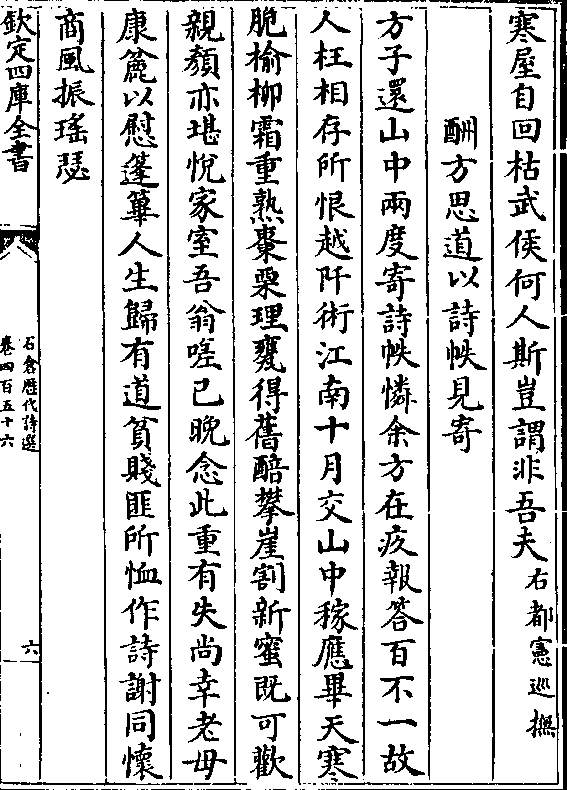 寒屋自回枯武侯何人斯豈謂非吾夫右都憲巡撫
酬方思道以詩帙見寄
方子還山中兩度寄詩帙憐余方在疚報答百不一故
人枉相存所恨越阡術江南十月交山中稼應畢天寒
脆榆柳霜重熟棗栗理甕得舊醅攀崖割新蜜既可歡
親顏亦堪悅家室吾翁嗟已晚念此重有失尚幸老母
康麄以慰蓬蓽人生歸有道貧賤匪所恤作詩謝同懷
商風振瑤瑟
欽定四庫全書
石倉歴代詩選
卷四百五十六
六